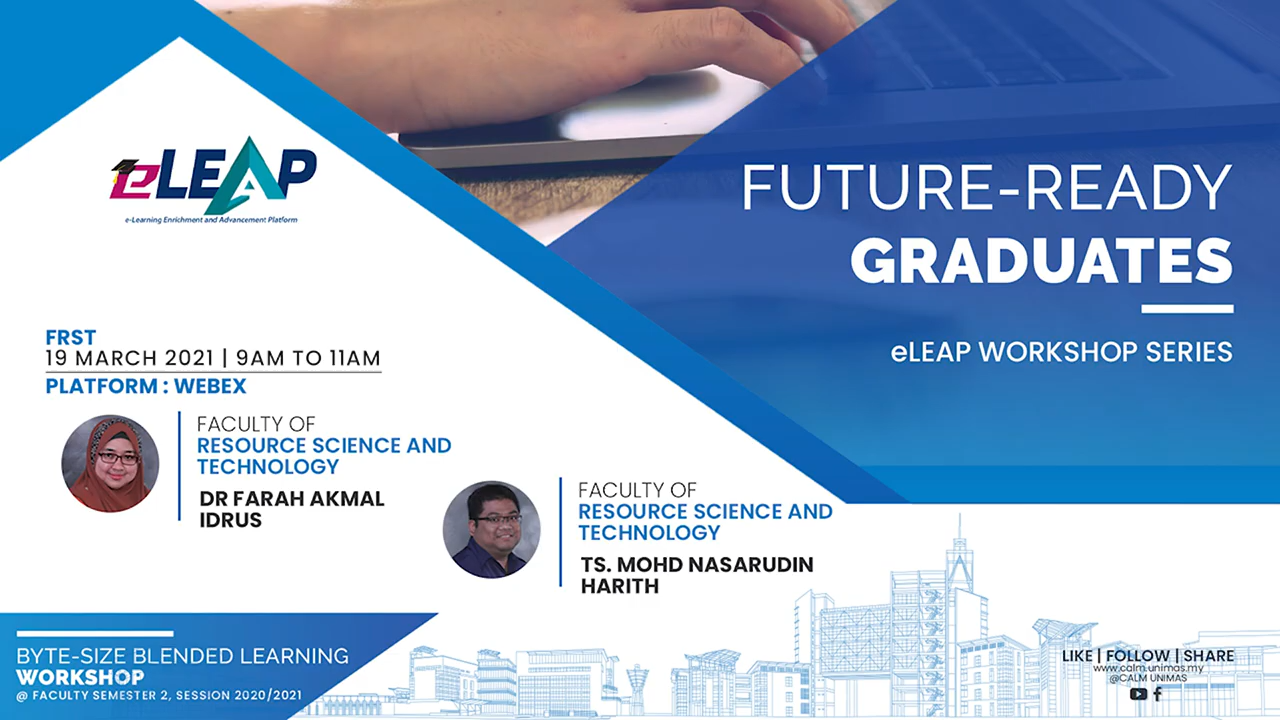 eLEAP
e-Learning Enrichment and Advancement Platform
FUTURE-READY
GRADUATES
eLEAP WORKSHOP SERIES
FRST
19 MARCH 2021 | 9AM TO 11AM
PLATFORM : WEBEX
FACULTY OF
RESOURCE SCIENCE AND
TECHNOLOGY
DR FARAH AKMAL
IDRUS
FACULTY OF
RESOURCE SCIENCE AND
TECHNOLOGY
TS. MOHD NASARUDIN
HARITH
BYTE-SIZE BLENDED LEARNING
WORKSHOP
@ FACULTY SEMESTER 2, SESSION 2020/2021
LIKE | FOLLOW | SHARE
www.calm.unimas.my
@CALM UNIMAS